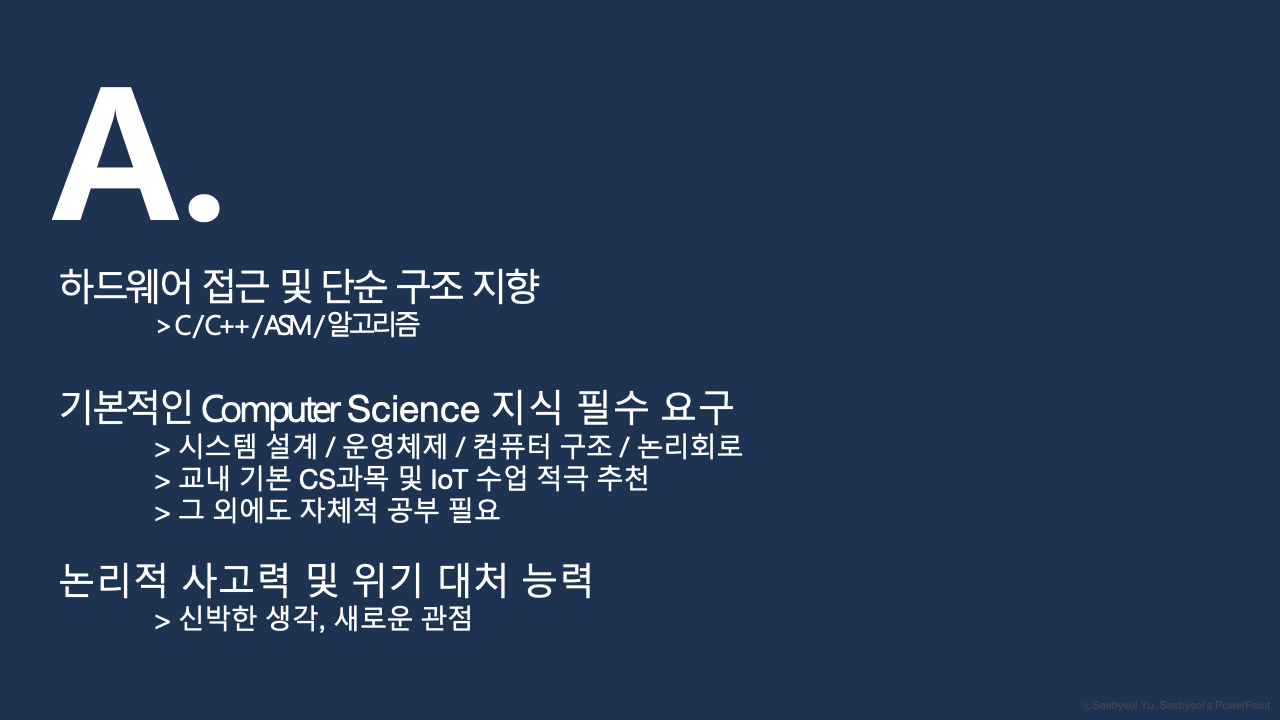 A.
하드웨어 접근 및 단순 구조 지향
> C / C++ / ASM / 알고리즘
기본적인 Computer Science 지식 필수 요구
> 시스템 설계 / 운영체제 / 컴퓨터 구조 / 논리회로
> 교내 기본 CS과목 및 IoT 수업 적극 추천
> 그 외에도 자체적 공부 필요
논리적 사고력 및 위기 대처 능력
> 신박한 생각, 새로운 관점
ⓒSaebyeol Yu. Saebyeol's PowerPoint